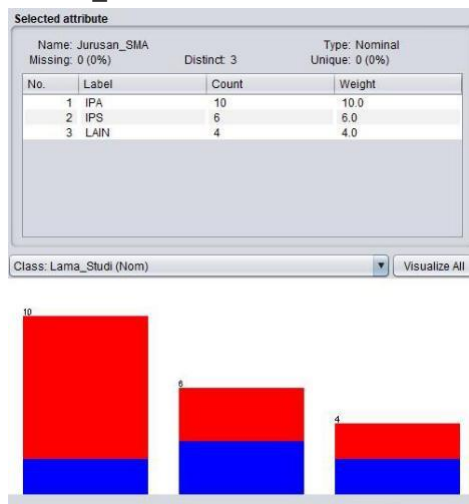 Selected attribute
Name: Jurusan_SMA Type: Nominal
Missing: 0 (0%) Distinct: 3 Unique: 0 (0%)
No. Label Count Weight
1 IPA 10 10.0
2 IPS 6 6.0
3 LAIN 4 4.0
Class: Lama_Studi (Nom) Visualize All
10
6
4